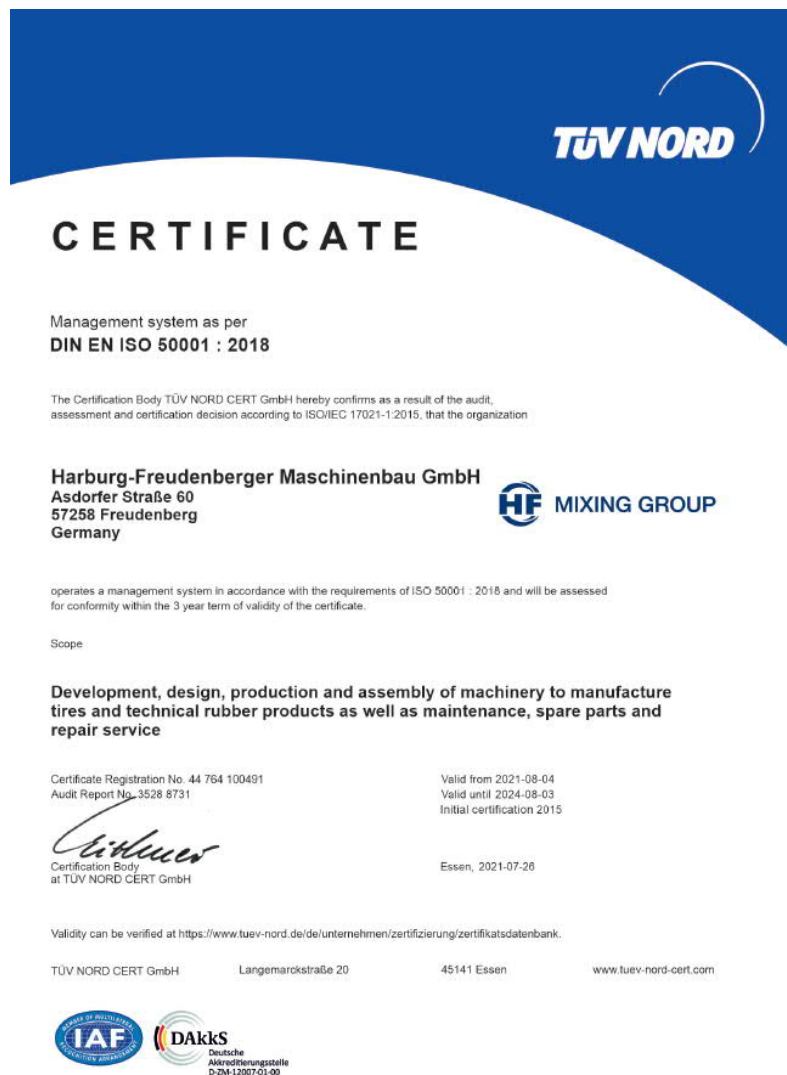 TÜV NORD
CERTIFICATE
Management system as per
DIN EN ISO 50001 : 2018
The Certification Body TÜV NORD CERT GmbH hereby confirms as a result of the audit,
assessment and certification decision according to ISO/IEC 17021-1:2015, that the organization
Harburg-Freudenberger Maschinenbau GmbH
Asdorfer Straße 60
57258 Freudenberg
Germany
HF MIXING GROUP
operates a management system in accordance with the requirements of ISO 50001 : 2018 and will be assessed
for conformity within the 3 year term of validity of the certificate.
Scope
Development, design, production and assembly of machinery to manufacture
tires and technical rubber products as well as maintenance, spare parts and
repair service
Certificate Registration No. 44 764 100491
Audit Report No. 3528 8731
Valid from 2021-08-04
Valid until 2024-08-03
Initial certification 2015
Certification Body
at TÜV NORD CERT GmbH
Essen, 2021-07-26
Validity can be verified at https://www.tuev-nord.de/de/unternehmen/zertifizierung/zertifikatsdatenbank.
TÜV NORD CERT GmbH Langemarckstraße 20 45141 Essen www.tuev-nord-cert.com
MEMBER OF MULTILATERAL
IAF
RECOGNITION ARRANGEMENT
DAkkS
Deutsche
Akkreditierungsstelle
D-ZM-12007-01-00